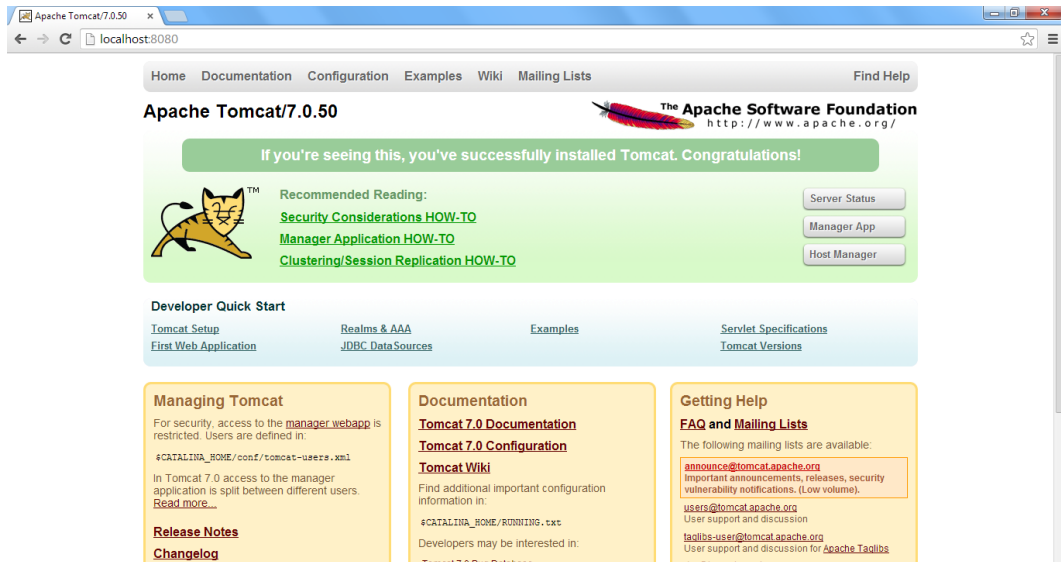 Apache Tomcat/7.0.50
localhost:8080
Home Documentation Configuration Examples Wiki Mailing Lists Find Help
Apache Tomcat/7.0.50
The Apache Software Foundation
http://www.apache.org/
If you're seeing this, you've successfully installed Tomcat. Congratulations!
TM
Recommended Reading:
Security Considerations HOW-TO
Manager Application HOW-TO
Clustering/Session Replication HOW-TO
Server Status
Manager App
Host Manager
Developer Quick Start
Tomcat Setup
First Web Application
Realms & AAA
JDBC DataSources
Examples
Servlet Specifications
Tomcat Versions
Managing Tomcat
For security, access to the manager webapp is
restricted. Users are defined in:
$CATALINA_HOME/conf/tomcat-users.xml
In Tomcat 7.0 access to the manager
application is split between different users.
Read more...
Release Notes
Changelog
Documentation
Tomcat 7.0 Documentation
Tomcat 7.0 Configuration
Tomcat Wiki
Find additional important configuration
information in:
$CATALINA_HOME/RUNNING.txt
Developers may be interested in:
Getting Help
FAQ and Mailing Lists
The following mailing lists are available:
announce@tomcat.apache.org
Important announcements, releases, security
vulnerability notifications. (Low volume).
users@tomcat.apache.org
User support and discussion
taglibs-user@tomcat.apache.org
User support and discussion for Apache Taglibs